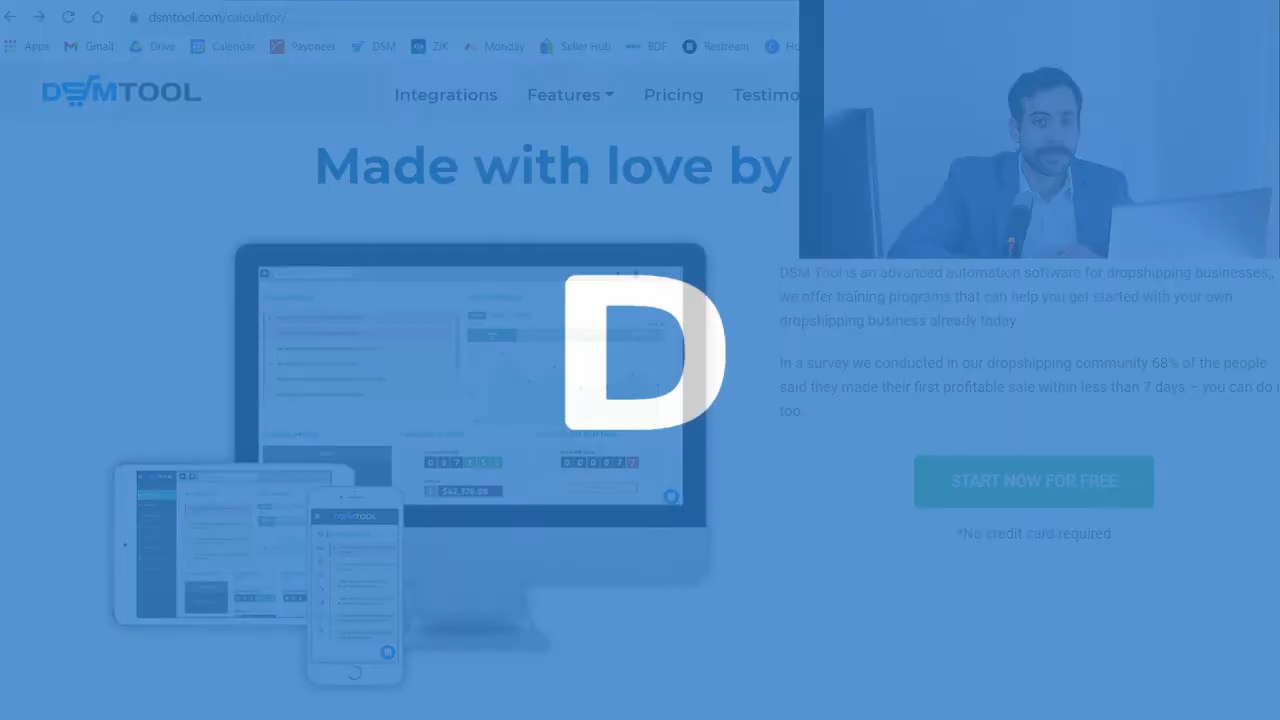 dsmtool.com/calculator/
Apps Gmail Drive Calendar Payoneer DSM ZIK Monday Seller Hub BDF Restream
DSMTOOL
Integrations Features Pricing
Made with love by
DSM Tool is an advanced automation software for dropshipping businesses,
we offer training programs that can help you get started with your own
dropshipping business already today
In a survey we conducted in our dropshipping community 68% of the people
said they made their first profitable sale within less than 7 days – you can do
too.
START NOW FOR FREE
*No credit card required
D
$42,379.08
DSMTOOL